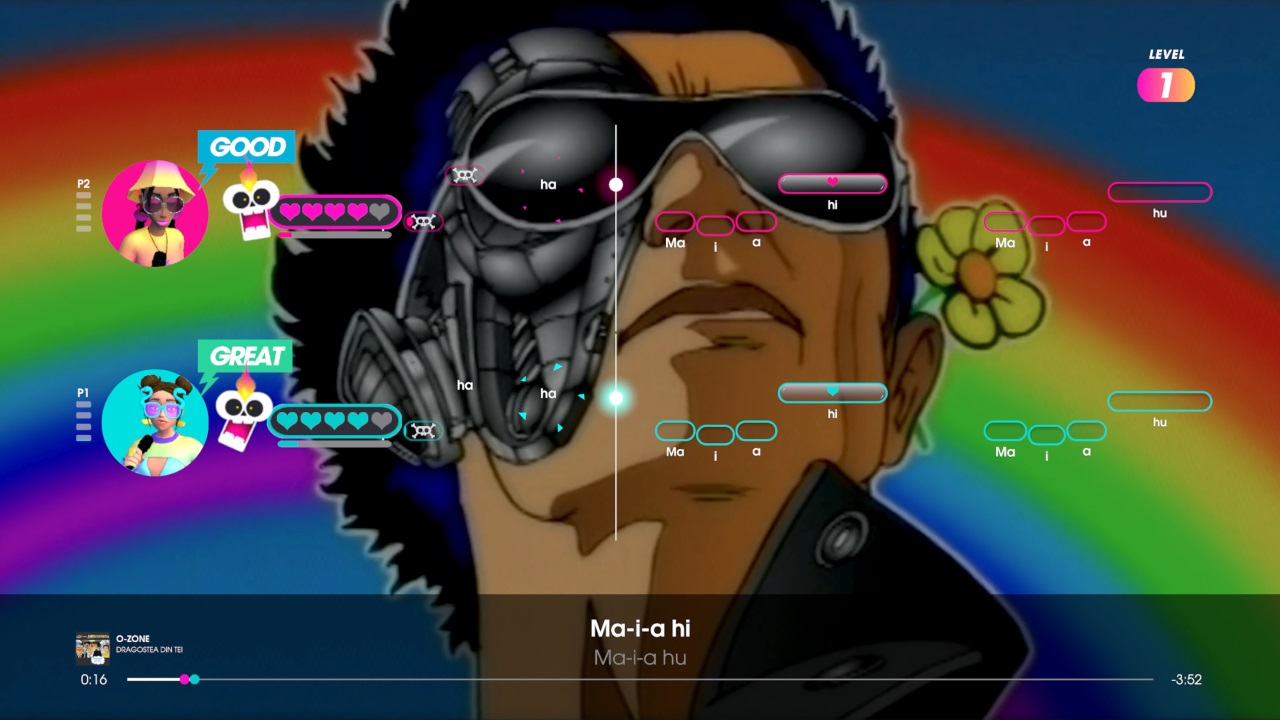 LEVEL
1
GOOD
P2
ha
hi
hu
Ma i a
Ma i a
GREAT
P1
ha
ha
hi
hu
Ma i a
Ma i a
Ma-i-a hi
Ma-i-a hu
O-ZONE
DRAGOSTEA DIN TEI
0:16
-3:52